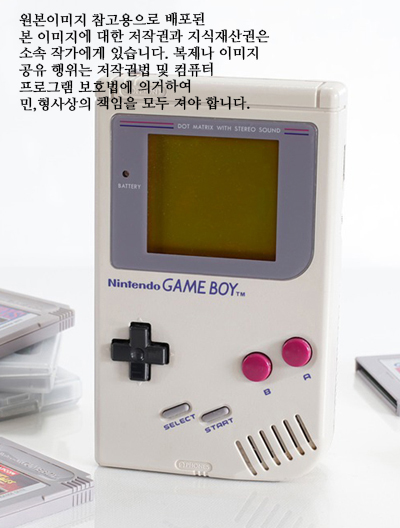 원본이미지 참고용으로 배포된
본 이미지에 대한 저작권과 지식재산권은
소속 작가에게 있습니다. 복제나 이미지
공유 행위는 저작권법 및 컴퓨터
프로그램 보호법에 의거하여
민,형사상의 책임을 모두 져야 합니다.
DOT MATRIX WITH STEREO SOUND
BATTERY
Nintendo GAME BOY™
B A
SELECT START